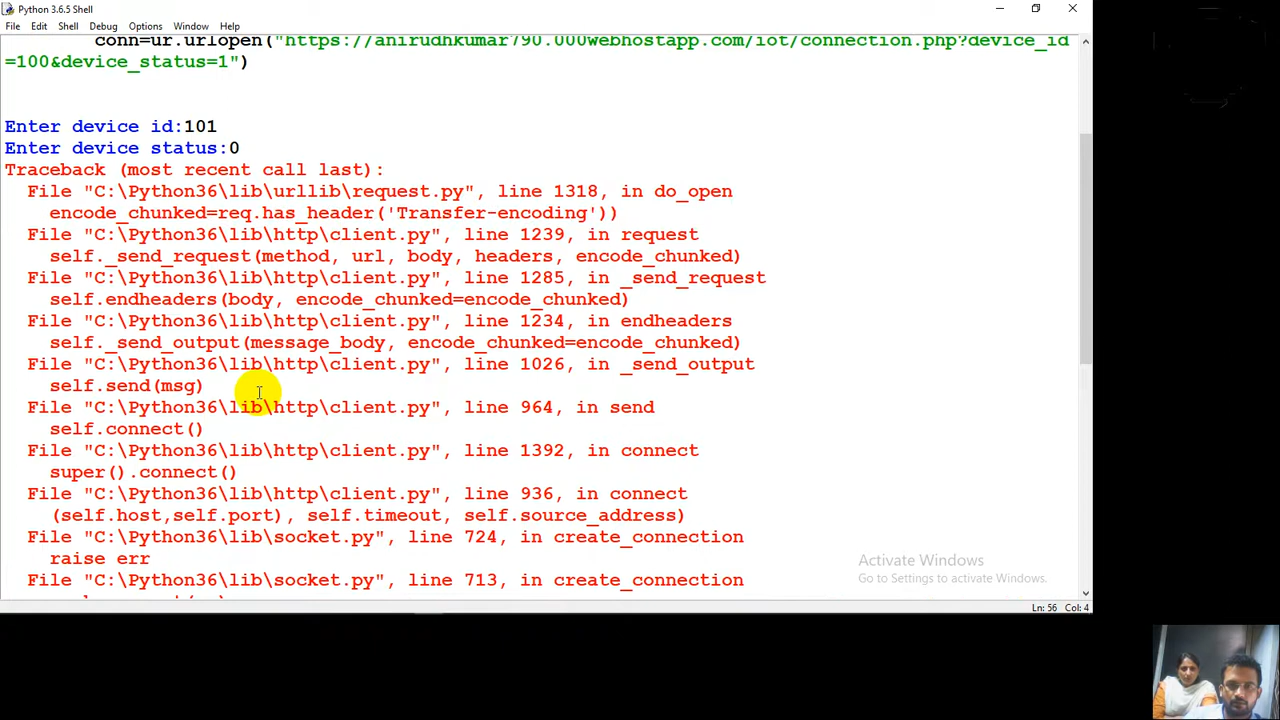 Python 3.6.5 Shell
File Edit Shell Debug Options Window Help
conn=ur.urlopen("https://anirudhkumar790.000webhostapp.com/iot/connection.php?device_id
=100&device_status=1")
Enter device id:101
Enter device status:0
Traceback (most recent call last):
File "C:\Python36\lib\urllib\request.py", line 1318, in do_open
encode_chunked=req.has_header('Transfer-encoding'))
File "C:\Python36\lib\http\client.py", line 1239, in request
self._send_request(method, url, body, headers, encode_chunked)
File "C:\Python36\lib\http\client.py", line 1285, in _send_request
self.endheaders(body, encode_chunked=encode_chunked)
File "C:\Python36\lib\http\client.py", line 1234, in endheaders
self._send_output(message_body, encode_chunked=encode_chunked)
File "C:\Python36\lib\http\client.py", line 1026, in _send_output
self.send(msg)
File "C:\Python36\lib\http\client.py", line 964, in send
self.connect()
File "C:\Python36\lib\http\client.py", line 1392, in connect
super().connect()
File "C:\Python36\lib\http\client.py", line 936, in connect
(self.host,self.port), self.timeout, self.source_address)
File "C:\Python36\lib\socket.py", line 724, in create_connection
raise err
File "C:\Python36\lib\socket.py", line 713, in create_connection
Activate Windows
Go to Settings to activate Windows.
Ln: 56 Col: 4